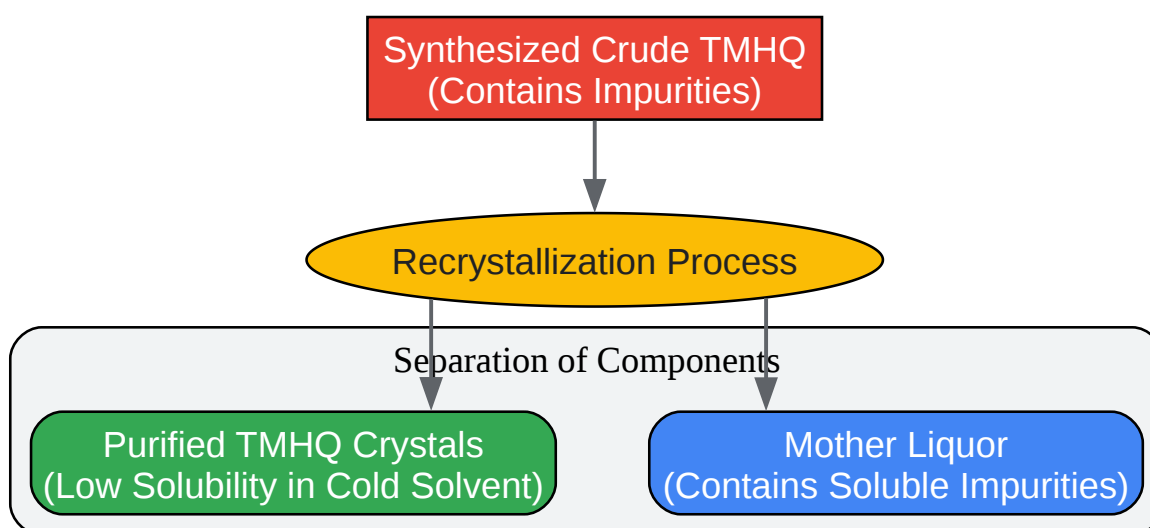 Synthesized Crude TMHQ
(Contains Impurities)
Recrystallization Process
Separation of Components
Purified TMHQ Crystals
(Low Solubility in Cold Solvent)
Mother Liquor
(Contains Soluble Impurities)